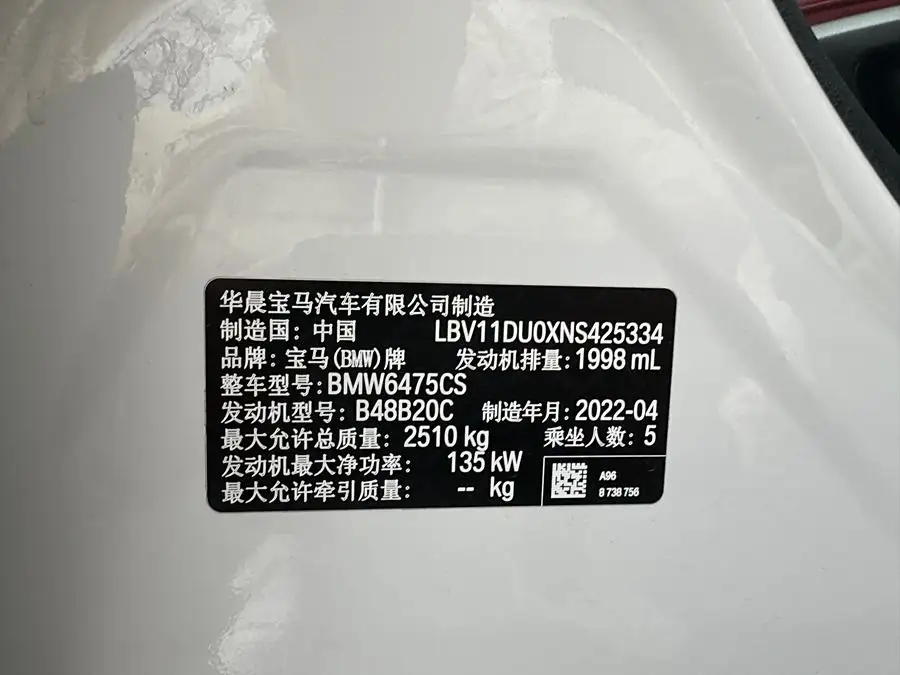 华晨宝马汽车有限公司制造
制造国：中国 LBV11DU0XNS425334
品牌：宝马(BMW)牌 发动机排量：1998 mL
整车型号：BMW6475CS
发动机型号：B48B20C 制造年月：2022-04
最大允许总质量：2510 kg 乘坐人数：5
发动机最大净功率：135 kW
最大允许牵引质量：-- kg
A96
8 738 756